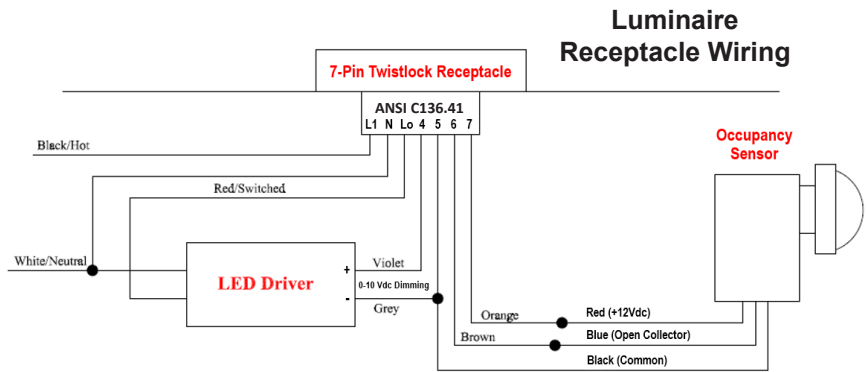 Luminaire
Receptacle Wiring
7-Pin Twistlock Receptacle
ANSI C136.41
L1 N Lo 4 5 6 7
Black/Hot
Occupancy
Sensor
Red/Switched
White/Neutral
LED Driver
+
Violet
0-10 Vdc Dimming
-
Grey
Orange
Red (+12Vdc)
Brown
Blue (Open Collector)
Black (Common)